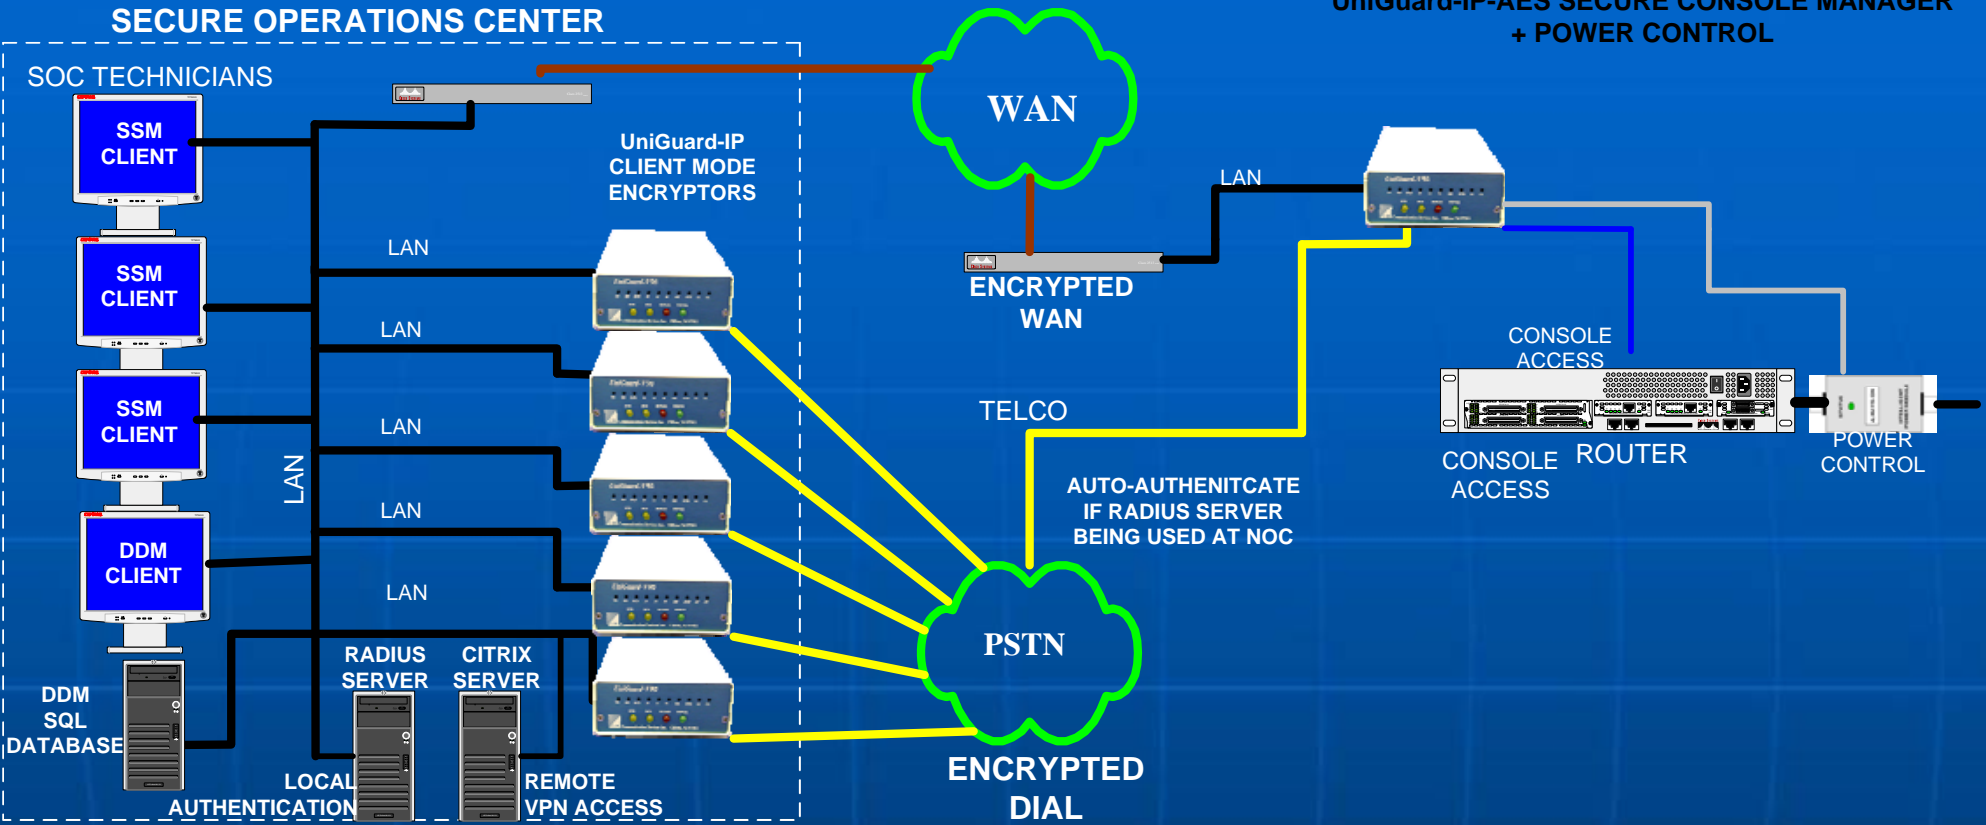 SECURE OPERATIONS CENTER
UniGuard-IP-AES SECURE CONSOLE MANAGER
+ POWER CONTROL
SOC TECHNICIANS
SSM
CLIENT
SSM
CLIENT
SSM
CLIENT
DDM
CLIENT
UniGuard-IP
CLIENT MODE
ENCRYPTORS
LAN
LAN
LAN
LAN
LAN
LAN
WAN
LAN
ENCRYPTED
WAN
CONSOLE
ACCESS
TELCO
CONSOLE
ACCESS
ROUTER
POWER
CONTROL
AUTO-AUTHENITCATE
IF RADIUS SERVER
BEING USED AT NOC
PSTN
ENCRYPTED
DIAL
RADIUS
SERVER
CITRIX
SERVER
DDM
SQL
DATABASE
LOCAL
AUTHENTICATION
REMOTE
VPN ACCESS